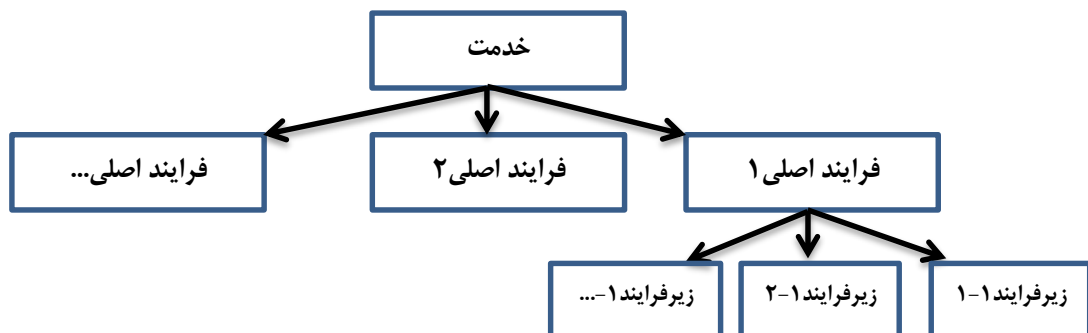 خدمت
فرایند اصلی۱
فرایند اصلی۲
فرایند اصلی...
زیرفرایند۱-۱
زیرفرایند۱-۲
زیرفرایند۱-...